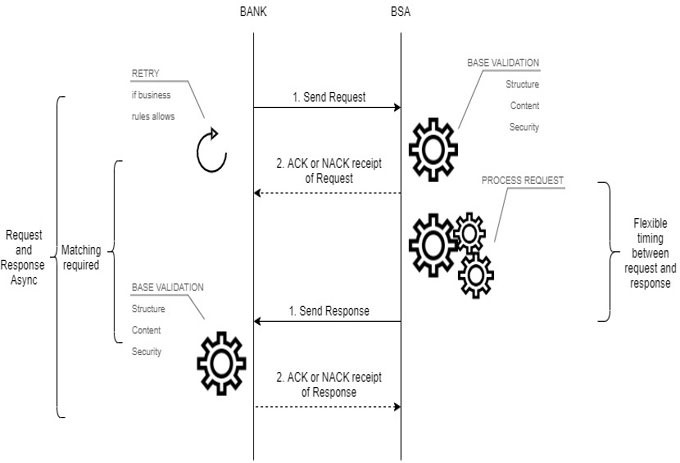 BANK
BSA
RETRY
if business
rules allows
1. Send Request
BASE VALIDATION
Structure
Content
Security
2. ACK or NACK receipt
of Request
PROCESS REQUEST
Request
and
Response
Async
Matching
required
Flexible
timing
between
request and
response
BASE VALIDATION
Structure
Content
Security
1. Send Response
2. ACK or NACK receipt
of Response